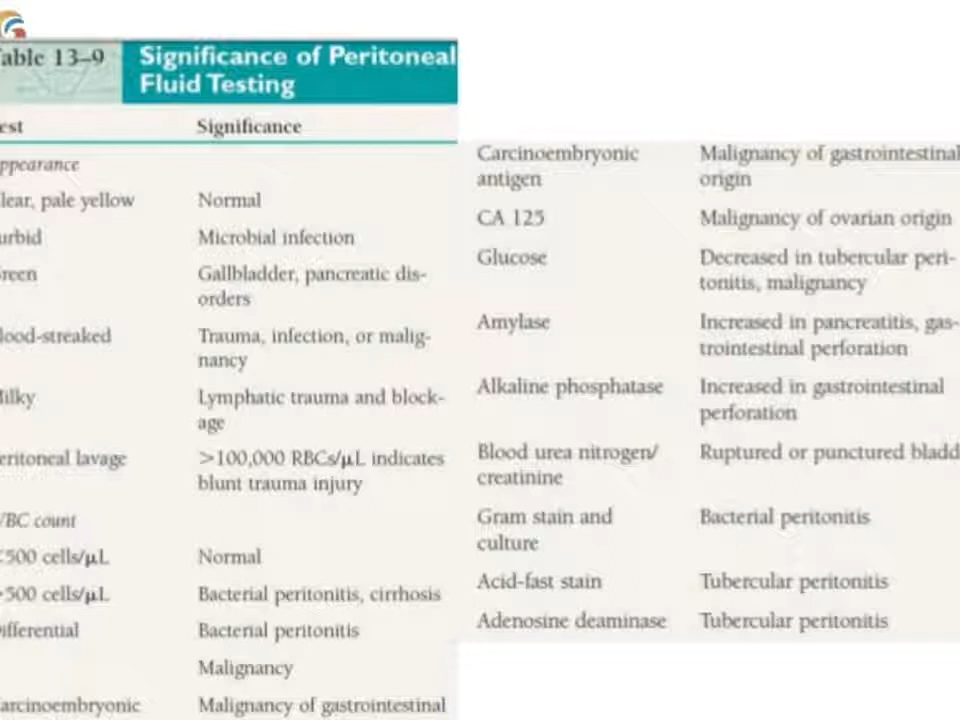 able 13–9
Significance of Peritoneal
Fluid Testing
est Significance
ppearance
lear, pale yellow Normal
urbid Microbial infection
reen Gallbladder, pancreatic dis-
orders
lood-streaked Trauma, infection, or malig-
nancy
ilky Lymphatic trauma and block-
age
eritoneal lavage >100,000 RBCs/μL indicates
blunt trauma injury
BC count
<500 cells/μL Normal
>500 cells/μL Bacterial peritonitis, cirrhosis
ifferential Bacterial peritonitis
Malignancy
arcinoembryonic Malignancy of gastrointestinal
Carcinoembryonic Malignancy of gastrointestinal
antigen origin
CA 125 Malignancy of ovarian origin
Glucose Decreased in tubercular peri-
tonitis, malignancy
Amylase Increased in pancreatitis, gas-
trointestinal perforation
Alkaline phosphatase Increased in gastrointestinal
perforation
Blood urea nitrogen/ Ruptured or punctured bladd
creatinine
Gram stain and Bacterial peritonitis
culture
Acid-fast stain Tubercular peritonitis
Adenosine deaminase Tubercular peritonitis